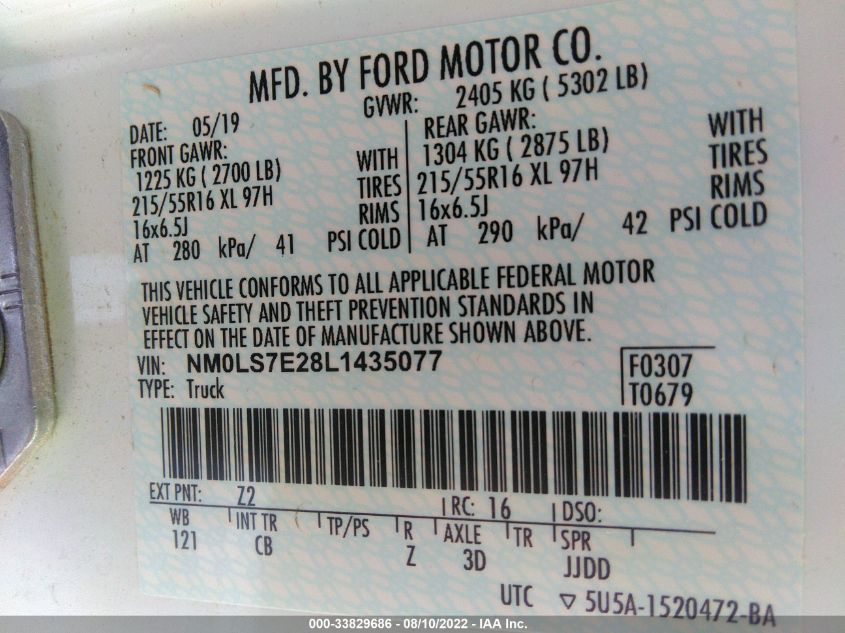 MFD. BY FORD MOTOR CO.
DATE: 05/19 GVWR: 2405 KG ( 5302 LB)
FRONT GAWR:
1225 KG ( 2700 LB) WITH
215/55R16 XL 97H TIRES
16x6.5J RIMS
AT 280 kPa/ 41 PSI COLD
REAR GAWR: WITH
1304 KG ( 2875 LB) TIRES
215/55R16 XL 97H RIMS
16x6.5J
AT 290 kPa/ 42 PSI COLD
THIS VEHICLE CONFORMS TO ALL APPLICABLE FEDERAL MOTOR
VEHICLE SAFETY AND THEFT PREVENTION STANDARDS IN
EFFECT ON THE DATE OF MANUFACTURE SHOWN ABOVE.
VIN: NM0LS7E28L1435077 F0307
TYPE: Truck T0679
EXT PNT: Z2 RC: 16 DSO:
WB INT TR TP/PS R AXLE TR SPR
121 CB Z 3D JJDD
UTC ▽ 5U5A-1520472-BA
000-33829686 - 08/10/2022 - IAA Inc.